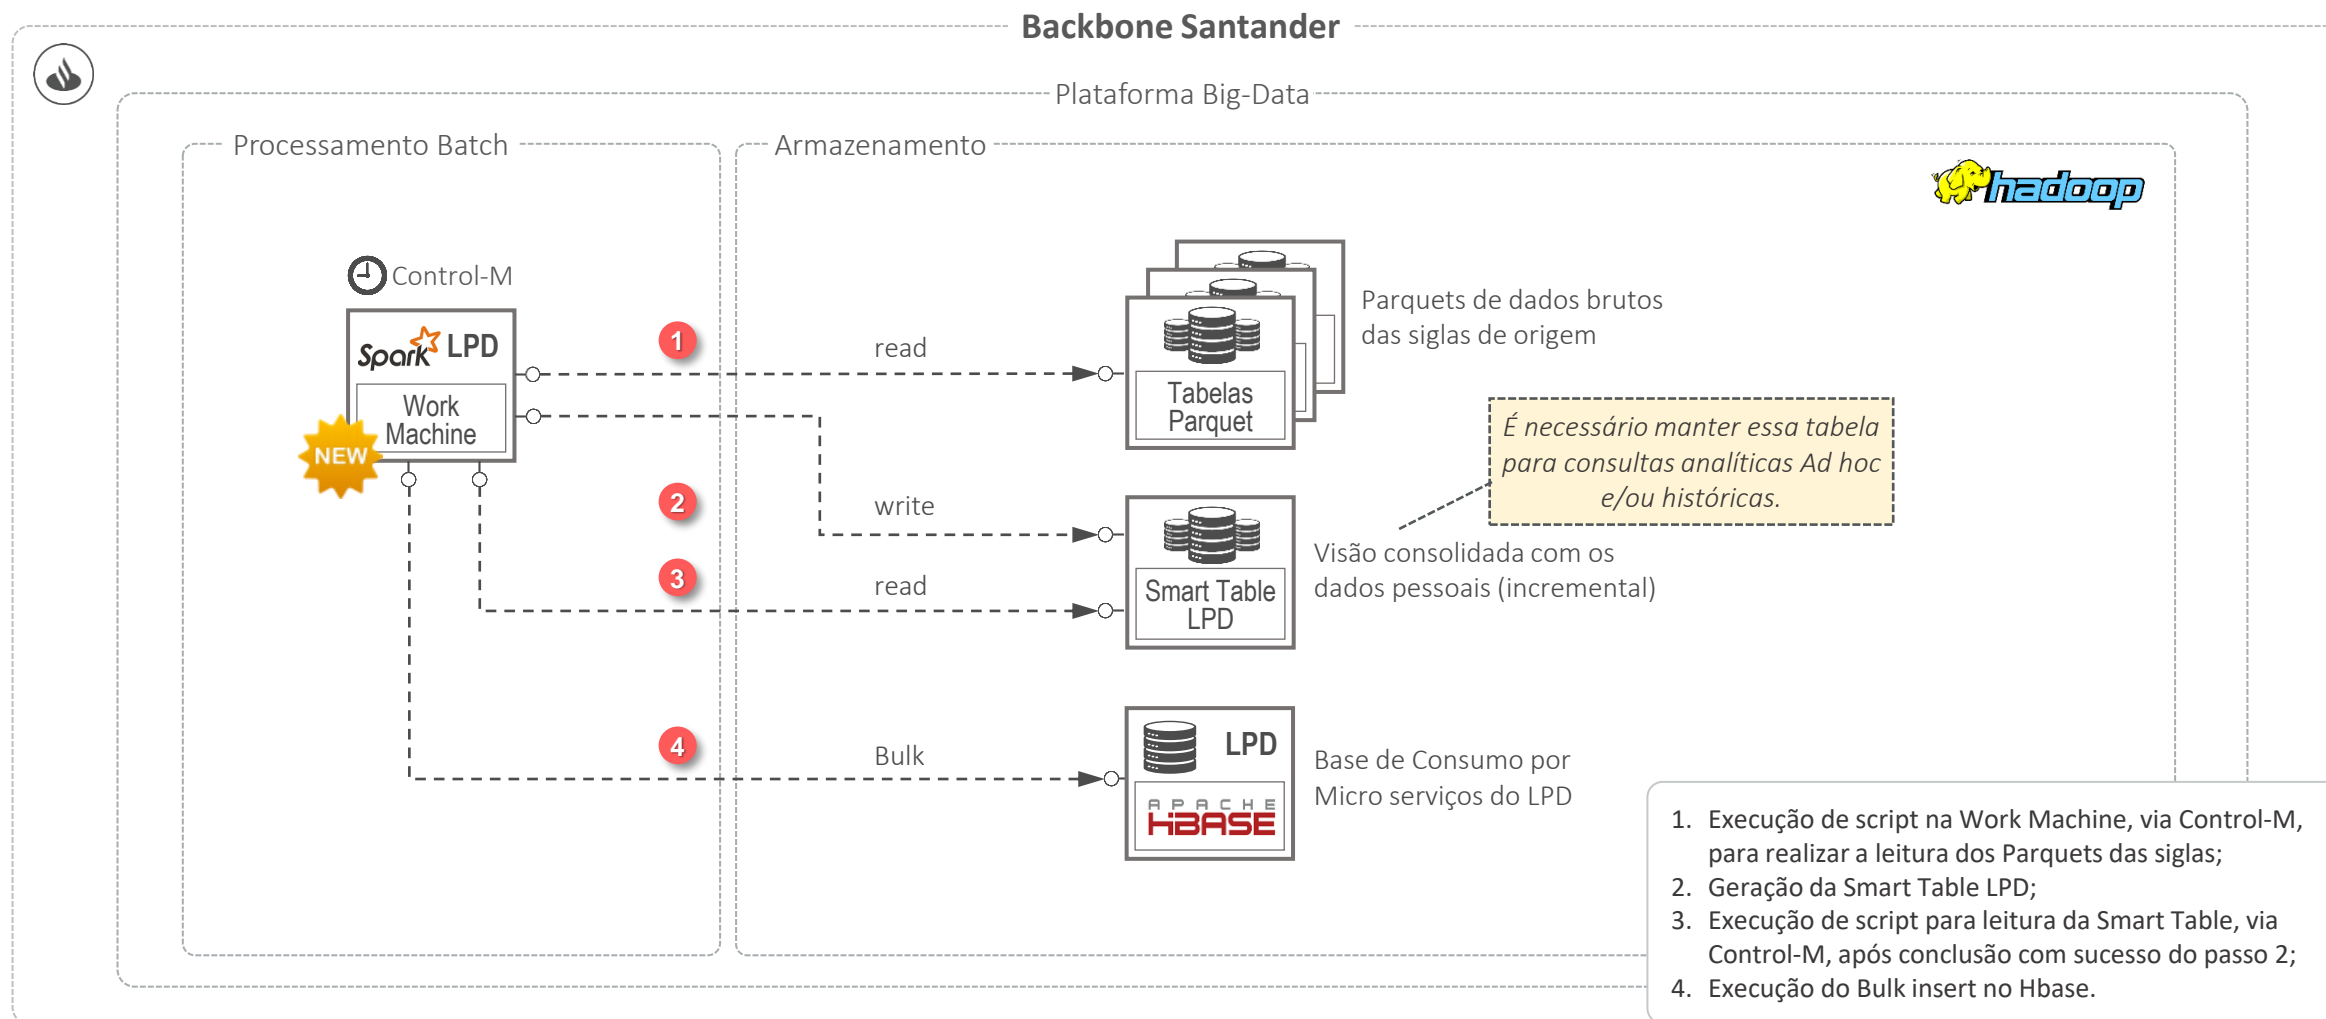 Backbone Santander
Plataforma Big-Data
Processamento Batch
Armazenamento
hadoop
Control-M
Spark LPD
Work
Machine
NEW
1
read
Tabelas
Parquet
Parquets de dados brutos
das siglas de origem
É necessário manter essa tabela
para consultas analíticas Ad hoc
e/ou históricas.
2
write
3
read
Smart Table
LPD
Visão consolidada com os
dados pessoais (incremental)
4
Bulk
LPD
APACHE
HBASE
Base de Consumo por
Micro serviços do LPD
1. Execução de script na Work Machine, via Control-M,
para realizar a leitura dos Parquets das siglas;
2. Geração da Smart Table LPD;
3. Execução de script para leitura da Smart Table, via
Control-M, após conclusão com sucesso do passo 2;
4. Execução do Bulk insert no Hbase.